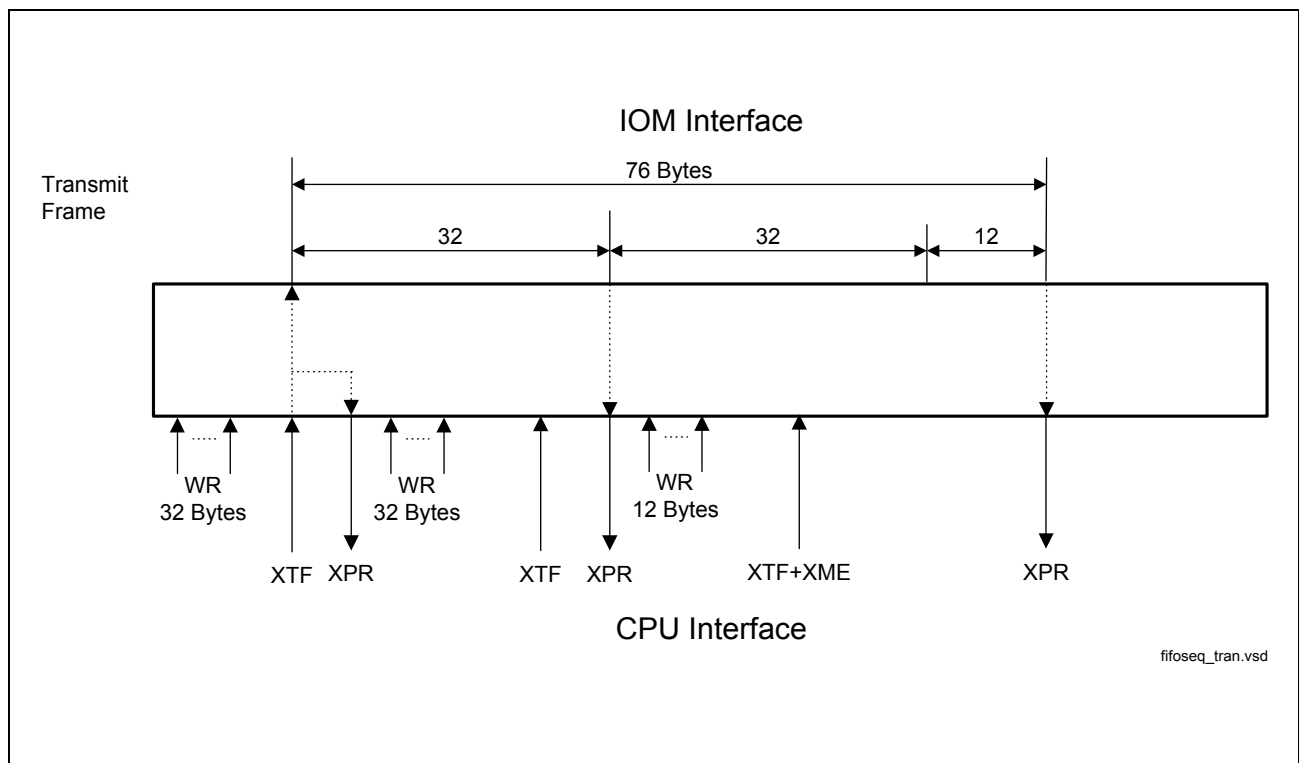 IOM Interface
Transmit
Frame
76 Bytes
32
32
12
WR
32 Bytes
WR
32 Bytes
WR
12 Bytes
XTF
XPR
XTF
XPR
XTF+XME
XPR
CPU Interface
fifoseq_tran.vsd